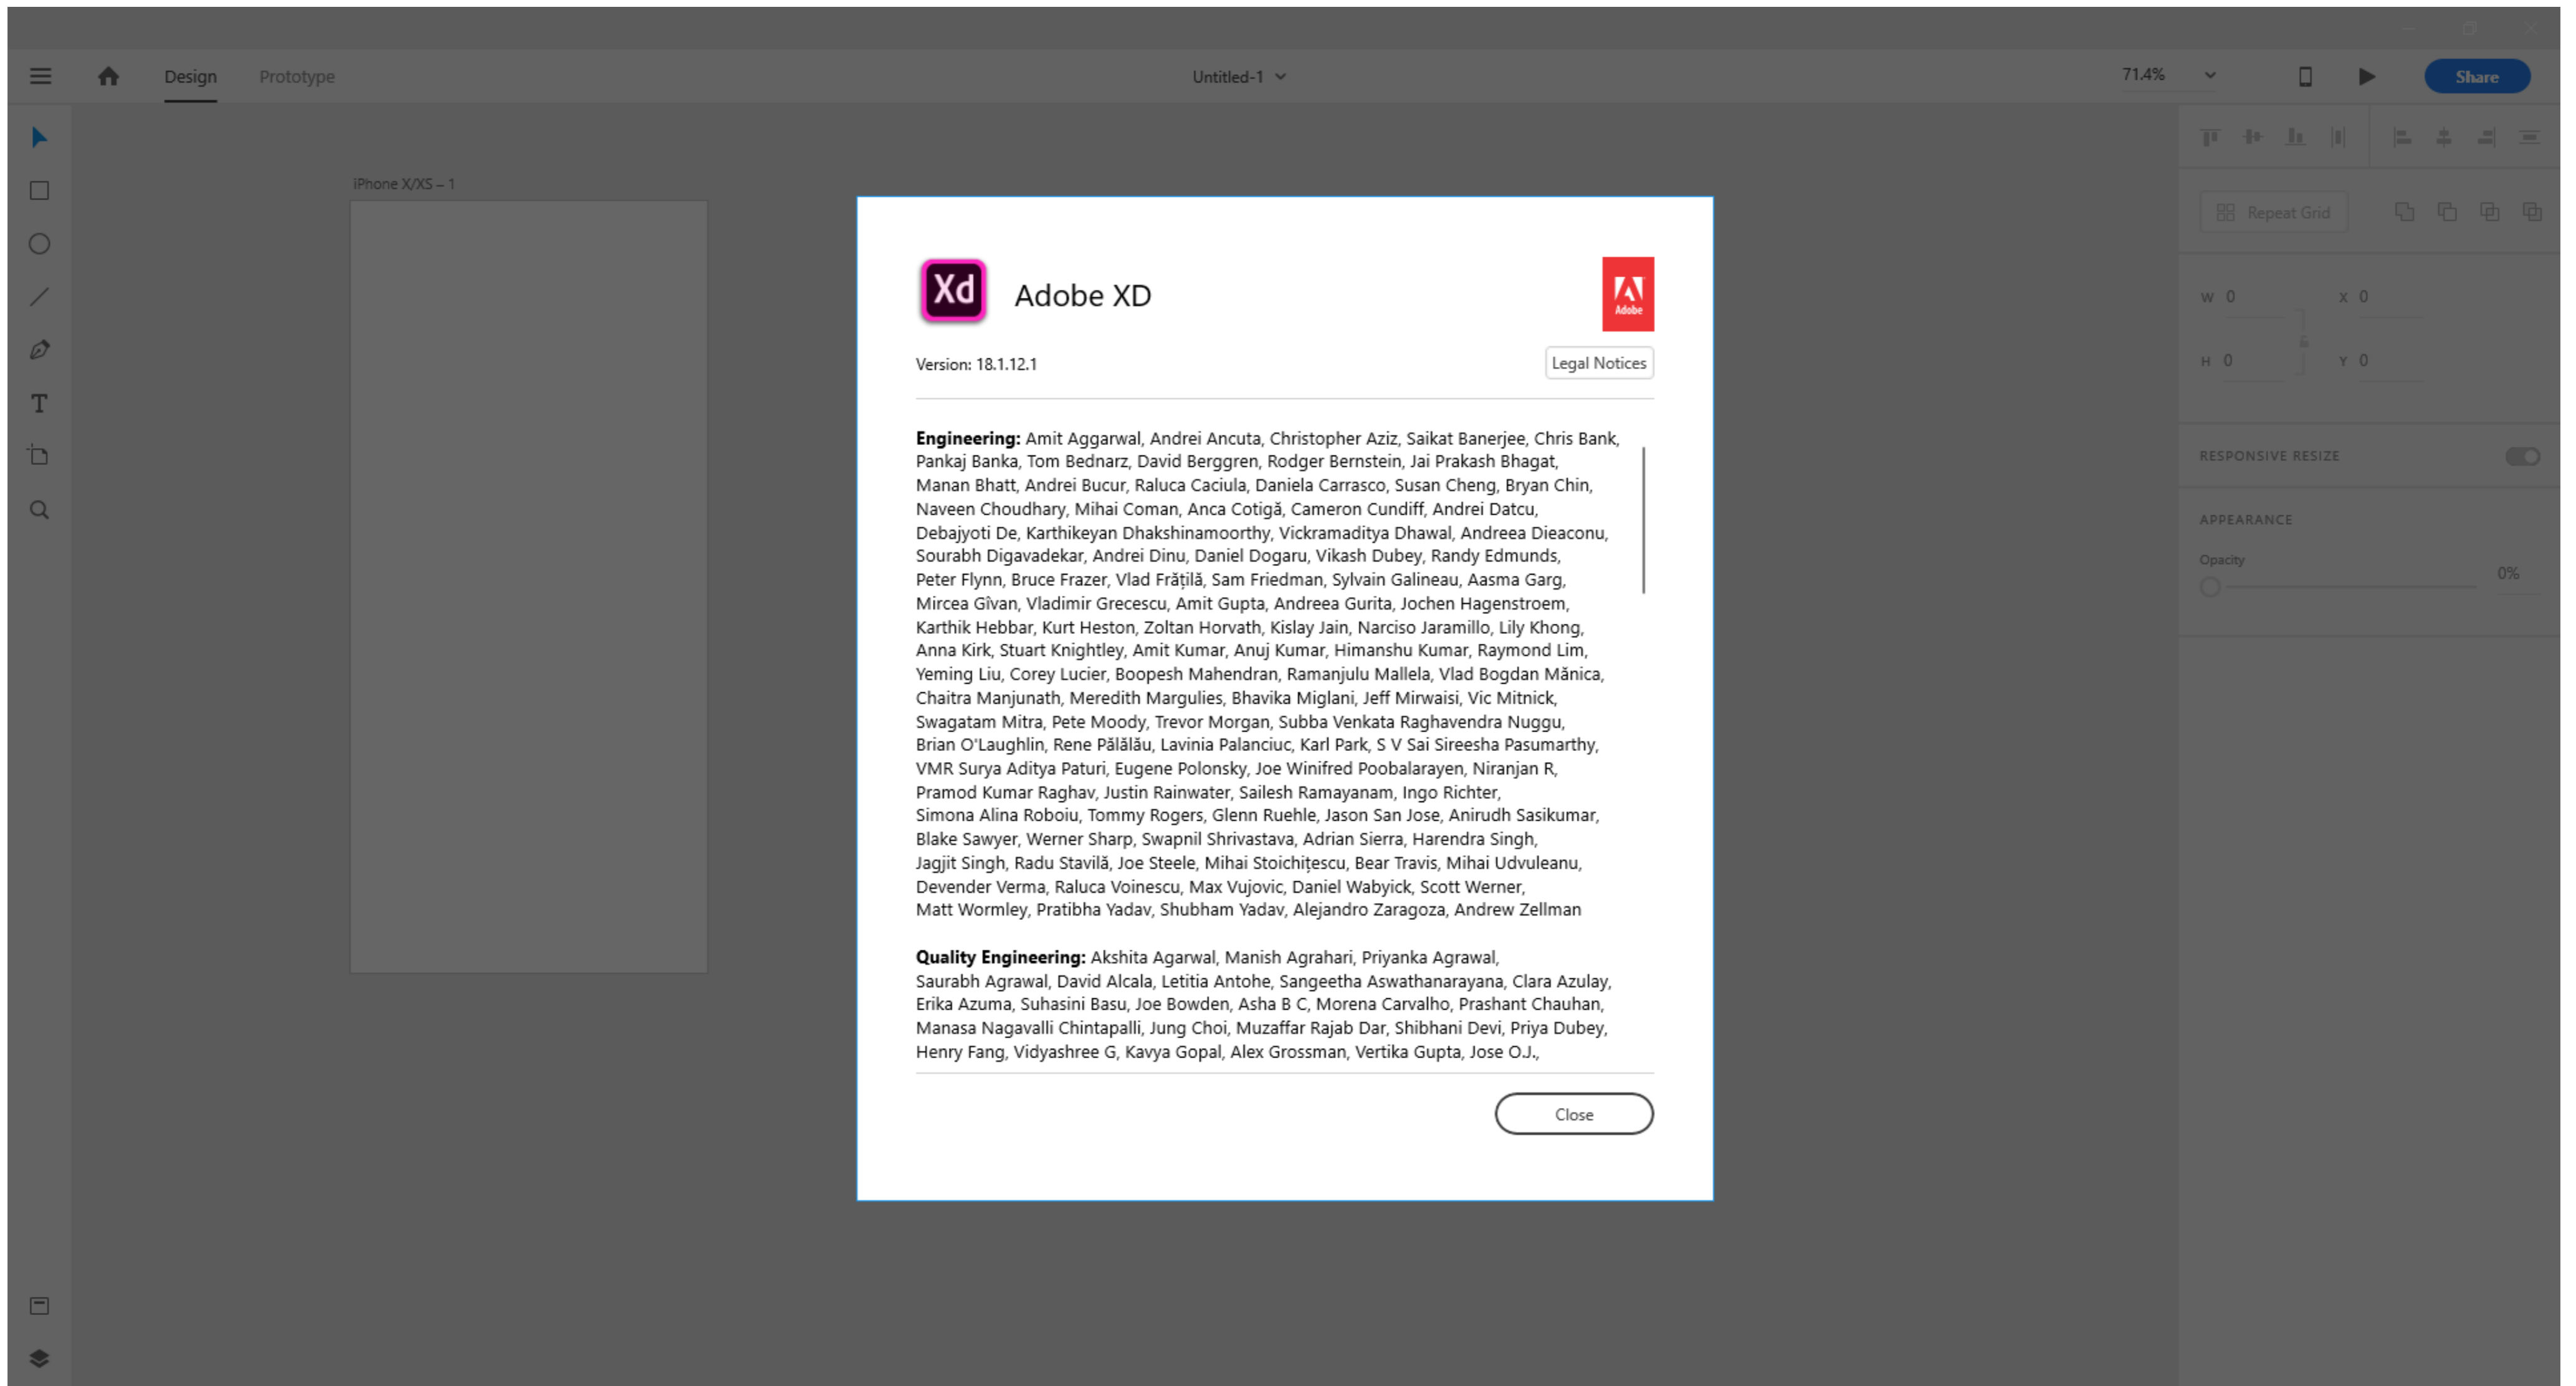 Design Prototype Untitled-1 71.4% Share
iPhone X/XS – 1
Repeat Grid
W 0 X 0
H 0 Y 0
RESPONSIVE RESIZE
APPEARANCE
Opacity
0%
Xd Adobe XD Adobe
Version: 18.1.12.1 Legal Notices
Engineering: Amit Aggarwal, Andrei Ancuta, Christopher Aziz, Saikat Banerjee, Chris Bank,
Pankaj Banka, Tom Bednarz, David Berggren, Rodger Bernstein, Jai Prakash Bhagat,
Manan Bhatt, Andrei Bucur, Raluca Caciula, Daniela Carrasco, Susan Cheng, Bryan Chin,
Naveen Choudhary, Mihai Coman, Anca Cotigă, Cameron Cundiff, Andrei Datcu,
Debajyoti De, Karthikeyan Dhakshinamoorthy, Vickramaditya Dhawal, Andreea Dieaconu,
Sourabh Digavadekar, Andrei Dinu, Daniel Dogaru, Vikash Dubey, Randy Edmunds,
Peter Flynn, Bruce Frazer, Vlad Frățilă, Sam Friedman, Sylvain Galineau, Aasma Garg,
Mircea Gîvan, Vladimir Grecescu, Amit Gupta, Andreea Gurita, Jochen Hagenstroem,
Karthik Hebbar, Kurt Heston, Zoltan Horvath, Kislay Jain, Narciso Jaramillo, Lily Khong,
Anna Kirk, Stuart Knightley, Amit Kumar, Anuj Kumar, Himanshu Kumar, Raymond Lim,
Yeming Liu, Corey Lucier, Boopesh Mahendran, Ramanjulu Mallela, Vlad Bogdan Mănica,
Chaitra Manjunath, Meredith Margulies, Bhavika Miglani, Jeff Mirwaisi, Vic Mitnick,
Swagatam Mitra, Pete Moody, Trevor Morgan, Subba Venkata Raghavendra Nuggu,
Brian O'Laughlin, Rene Pălălău, Lavinia Palanciuc, Karl Park, S V Sai Sireesha Pasumarthy,
VMR Surya Aditya Paturi, Eugene Polonsky, Joe Winifred Poobalarayen, Niranjan R,
Pramod Kumar Raghav, Justin Rainwater, Sailesh Ramayanam, Ingo Richter,
Simona Alina Roboiu, Tommy Rogers, Glenn Ruehle, Jason San Jose, Anirudh Sasikumar,
Blake Sawyer, Werner Sharp, Swapnil Shrivastava, Adrian Sierra, Harendra Singh,
Jagjit Singh, Radu Stavilă, Joe Steele, Mihai Stoichițescu, Bear Travis, Mihai Udvuleanu,
Devender Verma, Raluca Voinescu, Max Vujovic, Daniel Wabyick, Scott Werner,
Matt Wormley, Pratibha Yadav, Shubham Yadav, Alejandro Zaragoza, Andrew Zellman
Quality Engineering: Akshita Agarwal, Manish Agrahari, Priyanka Agrawal,
Saurabh Agrawal, David Alcala, Letitia Antohe, Sangeetha Aswathanarayana, Clara Azulay,
Erika Azuma, Suhasini Basu, Joe Bowden, Asha B C, Morena Carvalho, Prashant Chauhan,
Manasa Nagavalli Chintapalli, Jung Choi, Muzaffar Rajab Dar, Shibhani Devi, Priya Dubey,
Henry Fang, Vidyashree G, Kavya Gopal, Alex Grossman, Vertika Gupta, Jose O.J.,
Close